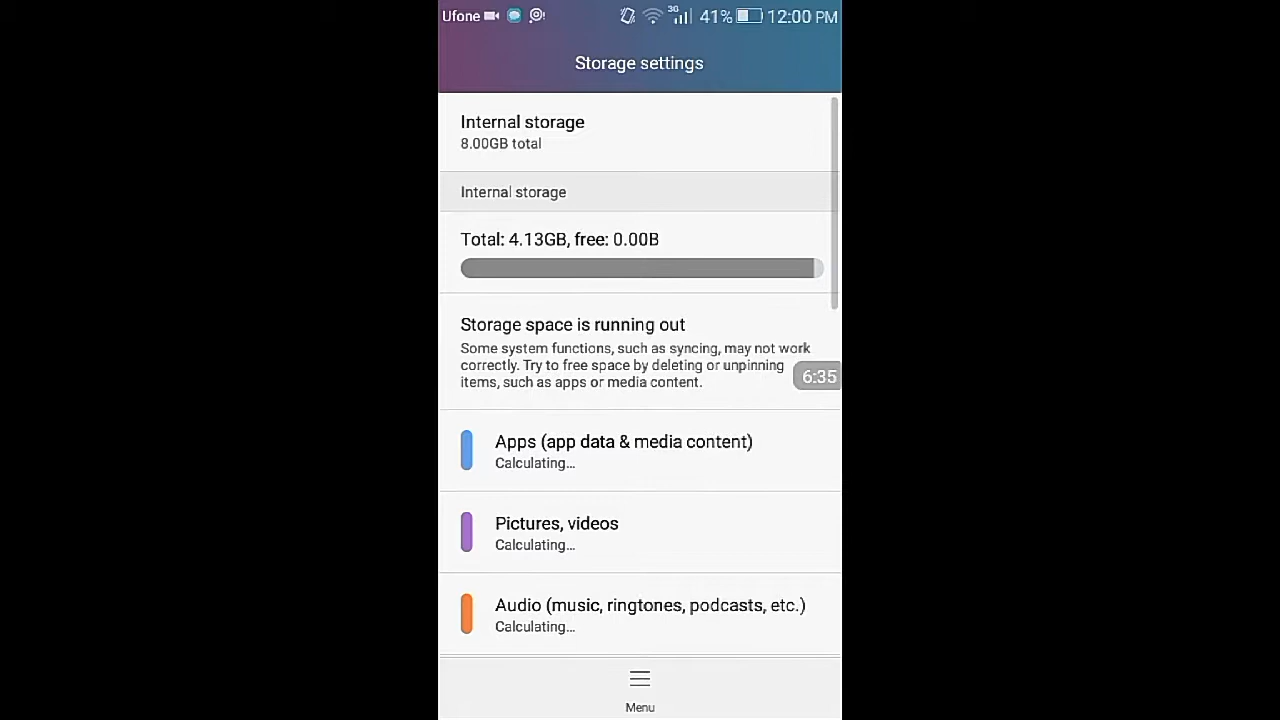 Ufone 3G 41% 12:00 PM
Storage settings
Internal storage
8.00GB total
Internal storage
Total: 4.13GB, free: 0.00B
Storage space is running out
Some system functions, such as syncing, may not work
correctly. Try to free space by deleting or unpinning
items, such as apps or media content.
6:35
Apps (app data & media content)
Calculating...
Pictures, videos
Calculating...
Audio (music, ringtones, podcasts, etc.)
Calculating...
Menu